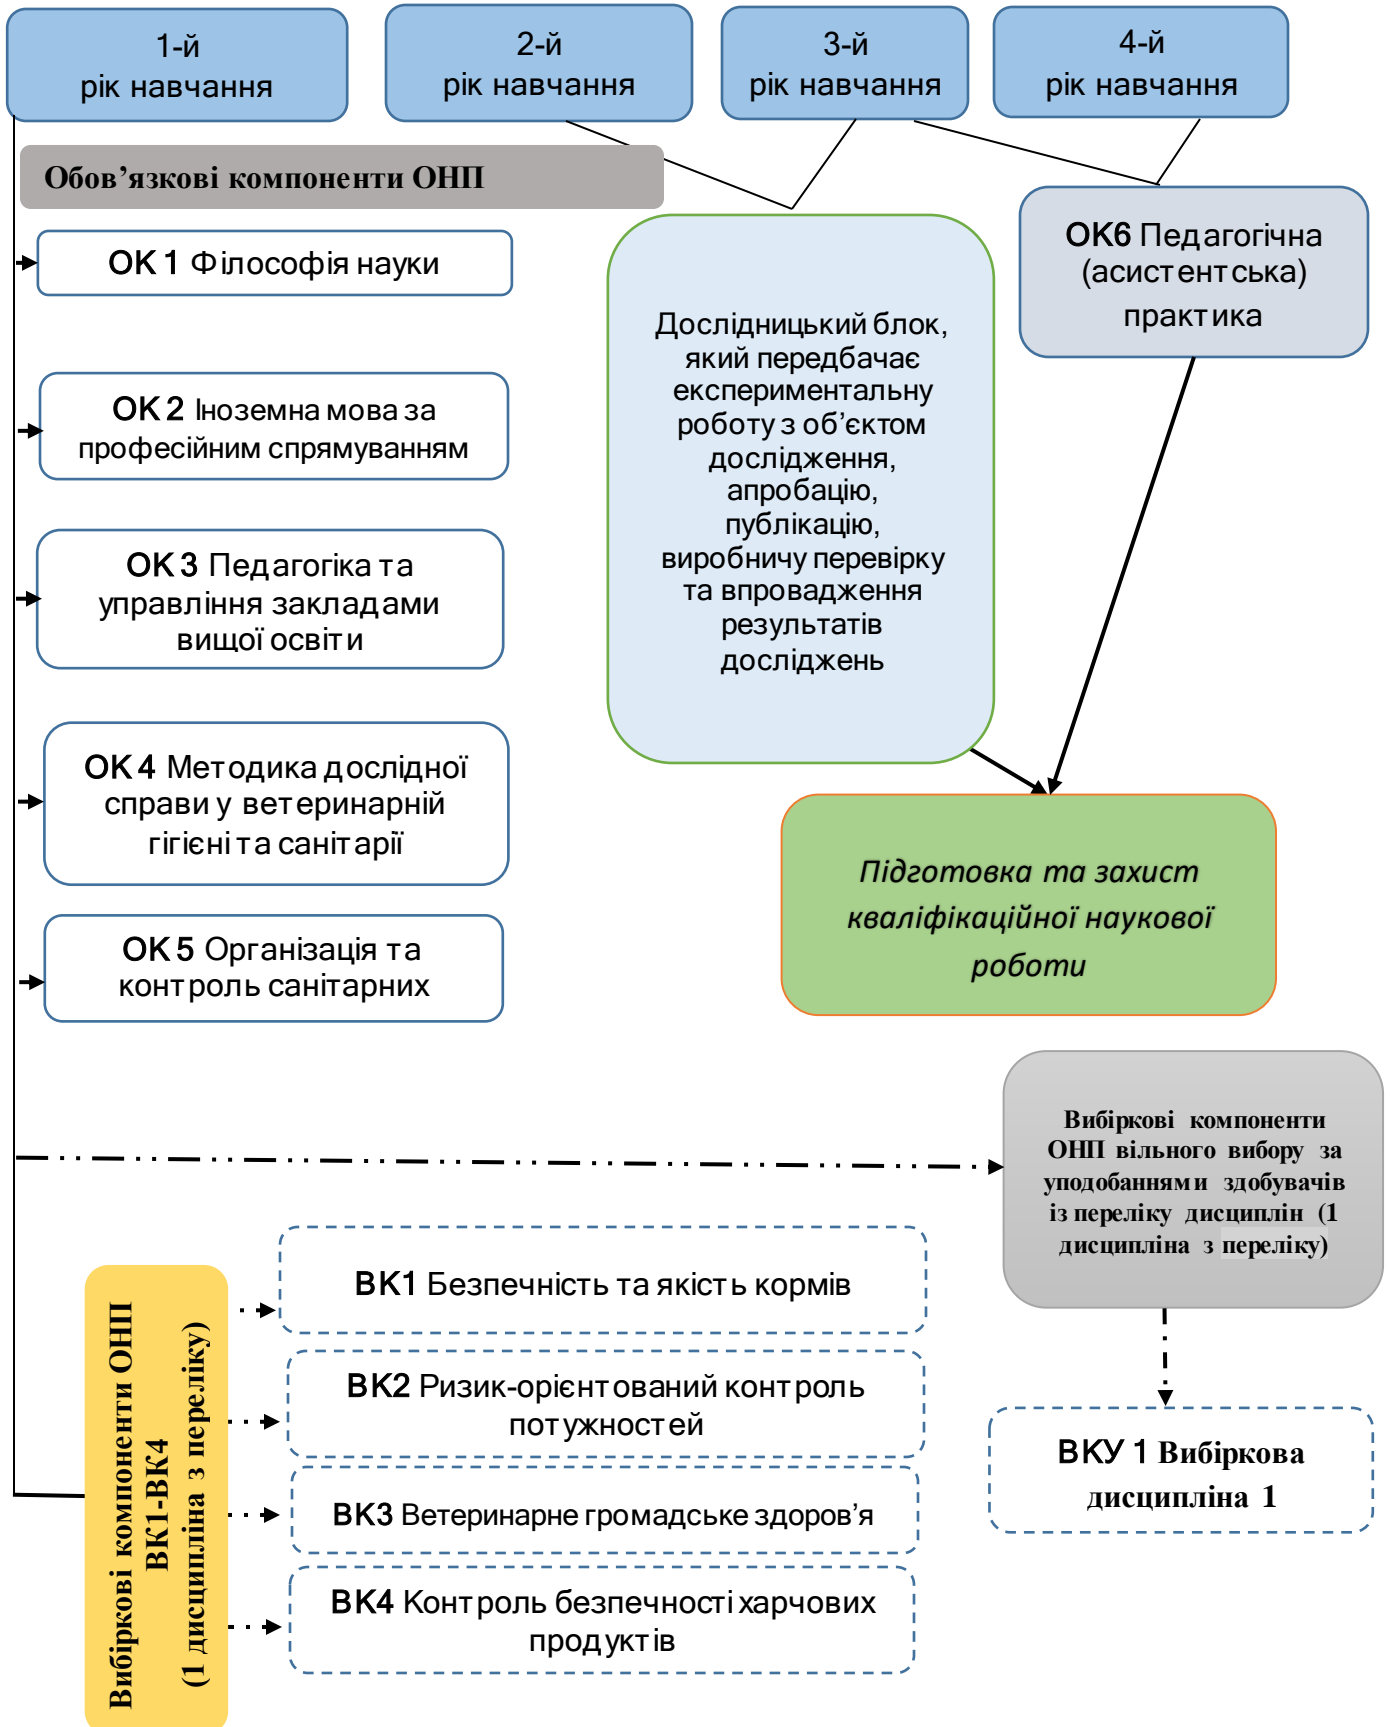 1-й
рік навчання
2-й
рік навчання
3-й
рік навчання
4-й
рік навчання
Обов’язкові компоненти ОНП
ОК 1 Філософія науки
ОК 2 Іноземна мова за
професійним спрямуванням
ОК 3 Педагогіка та
управління закладами
вищої освіти
ОК 4 Методика дослідної
справи у ветеринарній
гігієні та санітарії
ОК 5 Організація та
контроль санітарних
Дослідницький блок,
який передбачає
експериментальну
роботу з об’єктом
дослідження,
апробацію,
публікацію,
виробничу перевірку
та впровадження
результатів
досліджень
ОК6 Педагогічна
(асистентська)
практика
Підготовка та захист
кваліфікаційної наукової
роботи
Вибіркові компоненти
ОНП вільного вибору за
уподобаннями здобувачів
із переліку дисциплін (1
дисципліна з переліку)
ВКУ 1 Вибіркова
дисципліна 1
Вибіркові компоненти ОНП
ВК1-ВК4
(1 дисципліна з переліку)
ВК1 Безпечність та якість кормів
ВК2 Ризик-орієнтований контроль
потужностей
ВК3 Ветеринарне громадське здоров’я
ВК4 Контроль безпечності харчових
продуктів